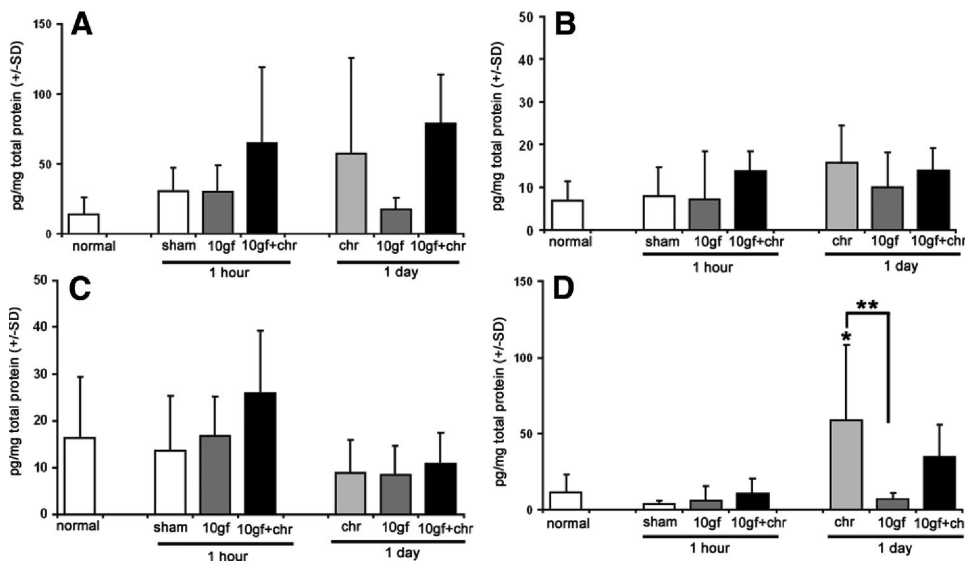 A
pg/mg total protein (+/-SD)
150
100
50
0
normal
sham 10gf 10gf+chr
chr 10gf 10gf+chr
1 hour
1 day
B
pg/mg total protein (+/-SD)
50
40
30
20
10
0
normal
sham 10gf 10gf+chr
chr 10gf 10gf+chr
1 hour
1 day
C
pg/mg total protein (+/-SD)
50
40
30
20
10
0
normal
sham 10gf 10gf+chr
chr 10gf 10gf+chr
1 hour
1 day
D
pg/mg total protein (+/-SD)
150
100
50
0
**
*
normal
sham 10gf 10gf+chr
chr 10gf 10gf+ch
1 hour
1 day